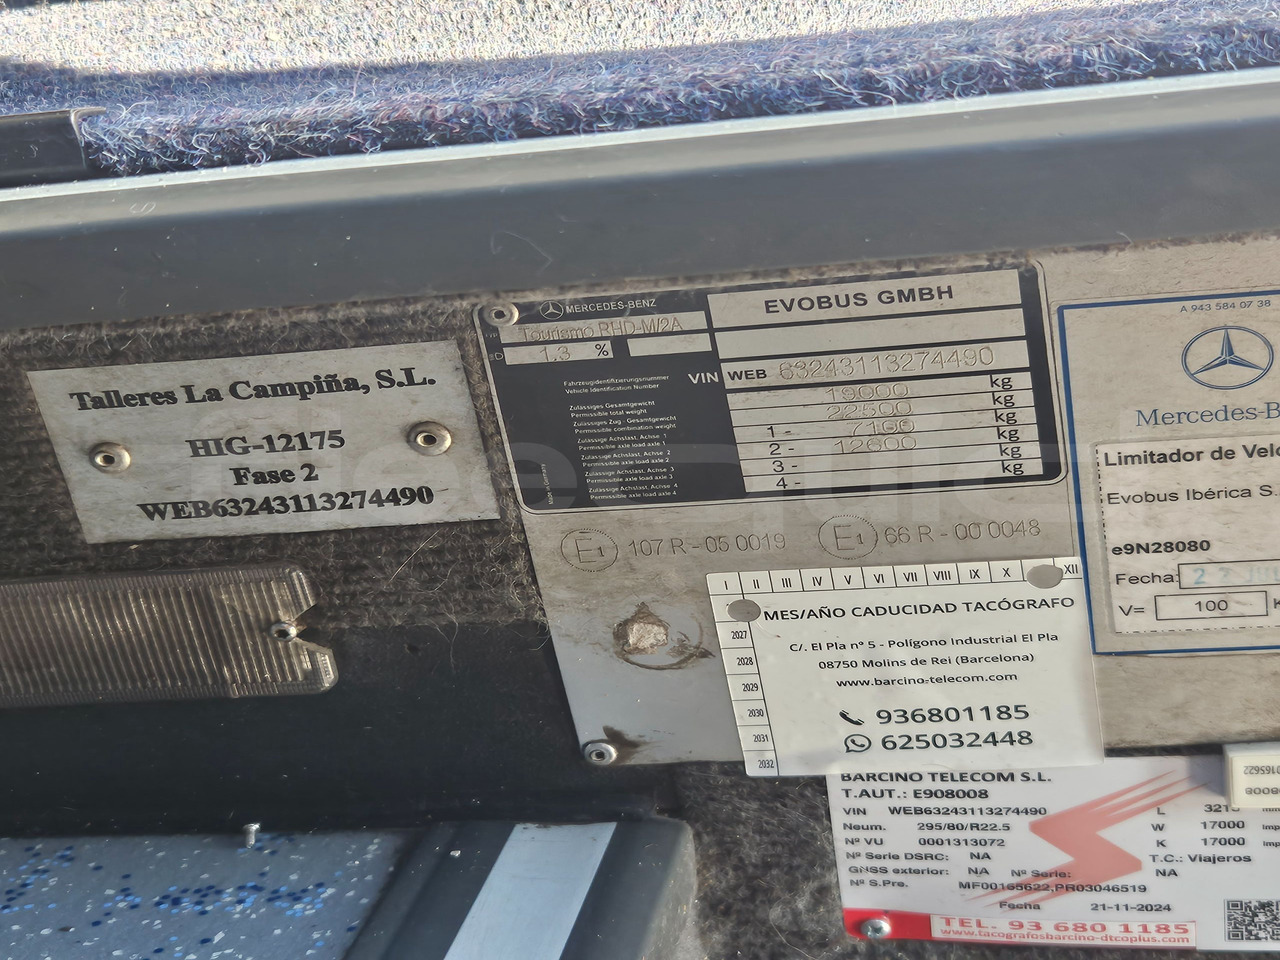 Talleres La Campiña, S.L.
HIG-12175
Fase 2
WEB63243113274490
MERCEDES-BENZ
Tourismo RHD-M/2A
1.3 %
EVOBUS GMBH
VIN WEB 63243113274490
Fahrzeugidentifizierungsnummer
Vehicle Identification Number
Zulässiges Gesamtgewicht
Permissible total weight
19000 kg
Zulässiges Zug - Gesamtgewicht
Permissible combination weight
22500 kg
Zulässige Achslast, Achse 1
Permissible axle load axle 1
1 - 7100 kg
Zulässige Achslast, Achse 2
Permissible axle load axle 2
2 - 12600 kg
Zulässige Achslast, Achse 3
Permissible axle load axle 3
3 - kg
Zulässige Achslast, Achse 4
Permissible axle load axle 4
4 -
Made in Germany
E1 107 R - 05 0019
E1 66 R - 00 0048
I II III IV V VI VII VIII IX X XII
2027
2028
2029
2030
2031
2032
MES/AÑO CADUCIDAD TACÓGRAFO
C/. El Pla nº 5 - Polígono Industrial El Pla
08750 Molins de Rei (Barcelona)
www.barcino-telecom.com
936801185
625032448
A 943 584 07 38
Mercedes-B
Limitador de Velo
Evobus Ibérica S.
e9N28080
Fecha:
V= 100 K
BARCINO TELECOM S.L.
T.AUT.: E908008
VIN WEB63243113274490
Neum. 295/80/R22.5
Nº VU 0001313072
Nº Serie DSRC: NA
GNSS exterior: NA Nº Serie: NA
Nº S.Pre. MF00165622,PR03046519
Fecha 21-11-2024
L 321 mm
W 17000 imp
K 17000 imp
T.C.: Viajeros
TEL. 93 680 1185
www.tacografosbarcino-dtcoplus.com